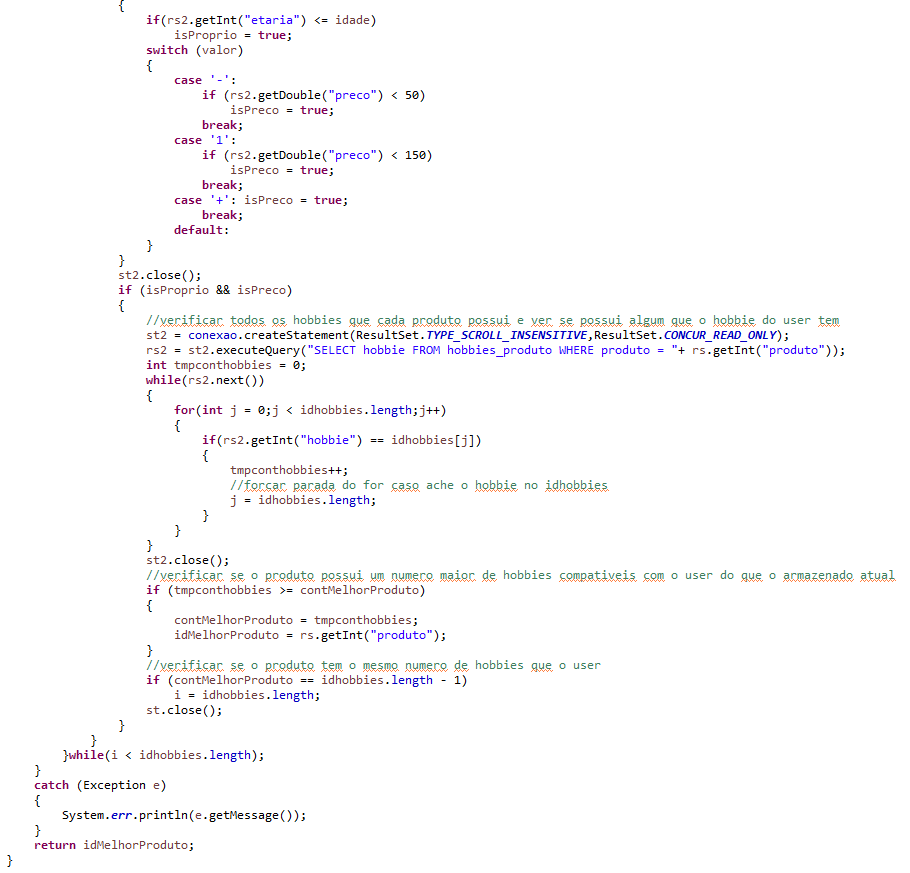 {
if(rs2.getInt("etaria") <= idade)
isProprio = true;
switch (valor)
{
case '-':
if (rs2.getDouble("preco") < 50)
isPreco = true;
break;
case '1':
if (rs2.getDouble("preco") < 150)
isPreco = true;
break;
case '+': isPreco = true;
break;
default:
}
}
st2.close();
if (isProprio && isPreco)
{
//verificar todos os hobbies que cada produto possui e ver se possui algum que o hobbie do user tem
st2 = conexao.createStatement(ResultSet.TYPE_SCROLL_INSENSITIVE,ResultSet.CONCUR_READ_ONLY);
rs2 = st2.executeQuery("SELECT hobbie FROM hobbies_produto WHERE produto = "+ rs.getInt("produto"));
int tmpconthobbies = 0;
while(rs2.next())
{
for(int j = 0;j < idhobbies.length;j++)
{
if(rs2.getInt("hobbie") == idhobbies[j])
{
tmpconthobbies++;
//forcar parada do for caso ache o hobbie no idhobbies
j = idhobbies.length;
}
}
}
st2.close();
//verificar se o produto possui um numero maior de hobbies compativeis com o user do que o armazenado atual
if (tmpconthobbies >= contMelhorProduto)
{
contMelhorProduto = tmpconthobbies;
idMelhorProduto = rs.getInt("produto");
}
//verificar se o produto tem o mesmo numero de hobbies que o user
if (contMelhorProduto == idhobbies.length - 1)
i = idhobbies.length;
st.close();
}
}
}while(i < idhobbies.length);
}
catch (Exception e)
{
System.err.println(e.getMessage());
}
return idMelhorProduto;
}